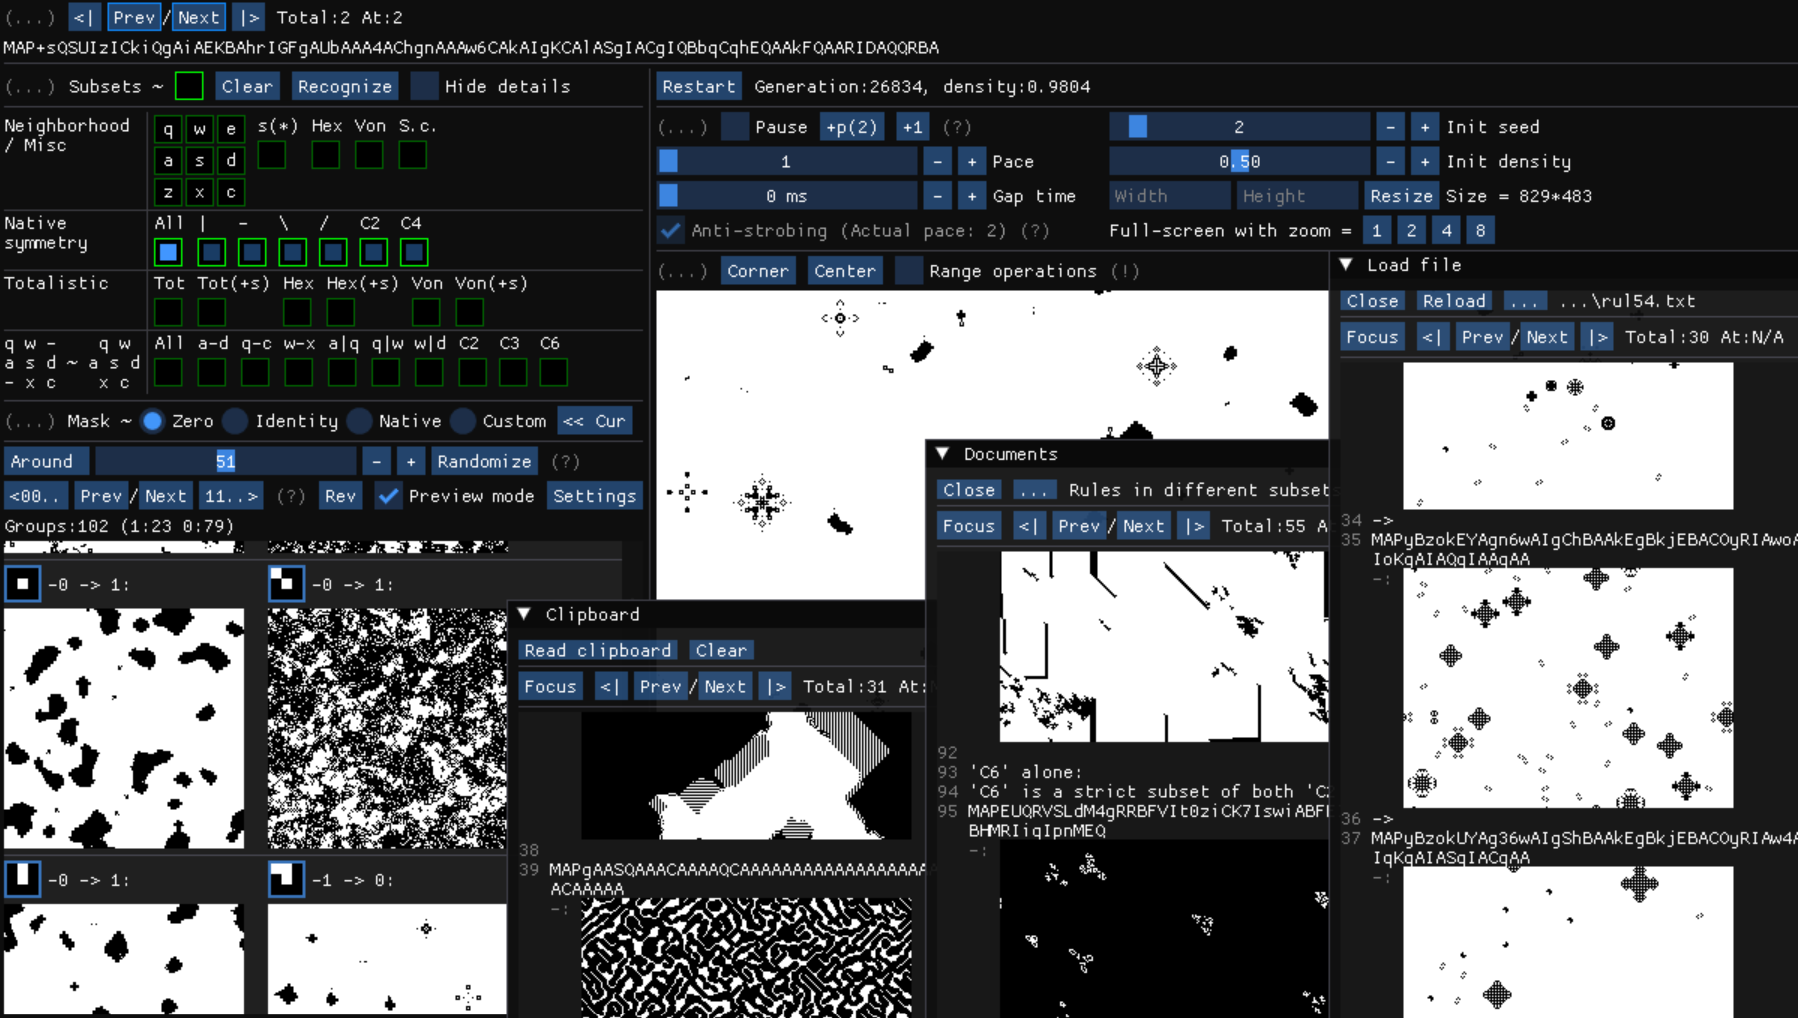 (...) <| Prev/Next |> Total:2 At:2
MAP+sQSUIzICkiQgAiAEKBAhrIGFgAUbAAA4AChgnAAAw6CAkAIgKCAlASgIACgIQBbqCqhEQAAkFQAARIDAQQRBA
(...) Subsets ~ Clear Recognize Hide details
Neighborhood / Misc
q w e s(*) Hex Von S.c.
a s d
z x c
Native symmetry
All | - \ / C2 C4
Totalistic Tot Tot(+s) Hex Hex(+s) Von Von(+s)
q w - q w All a-d q-c w-x a|q q|w w|d C2 C3 C6
a s d ~ a s d
- x c x c
(...) Mask ~ Zero Identity Native Custom << Cur
Around 51 - + Randomize (?)
<00.. Prev/Next 11..> (?) Rev Preview mode Settings
Groups:102 (1:23 0:79)
-0 -> 1: -0 -> 1:
-0 -> 1: -1 -> 0:
Restart Generation:26834, density:0.9804
(...) Pause +p(2) +1 (?) 2 - + Init seed
1 - + Pace 0.50 - + Init density
0 ms - + Gap time Width Height Resize Size = 829*483
Anti-strobing (Actual pace: 2) (?) Full-screen with zoom = 1 2 4 8
(...) Corner Center Range operations (!)
Clipboard
Read clipboard Clear
Focus <| Prev/Next |> Total:31 At:
38
39 MAPgAASQAAACAAAAQCAAAAAAAAAAAAAAAAAAA
ACAAAAA
-:
Documents
Close ... Rules in different subsets
Focus <| Prev/Next |> Total:55 A
92
93 'C6' alone:
94 'C6' is a strict subset of both 'C
95 MAPEUQRVSLdM4gRRBFVIt0ziCK7IswiABF
BHMRIiqIpnMEQ
-:
Load file
Close Reload ... ...\rul54.txt
Focus <| Prev/Next |> Total:30 At:N/A
34 ->
35 MAPyBzokEYAgn6wAIgChBAAkEgBkjEBACOyRIAwo
IoKgAIAQgIAAgAA
-:
36 ->
37 MAPyBzokUYAg36wAIgShBAAkEgBkjEBACOyRIAw4
IqKgAIASgIACgAA
-: